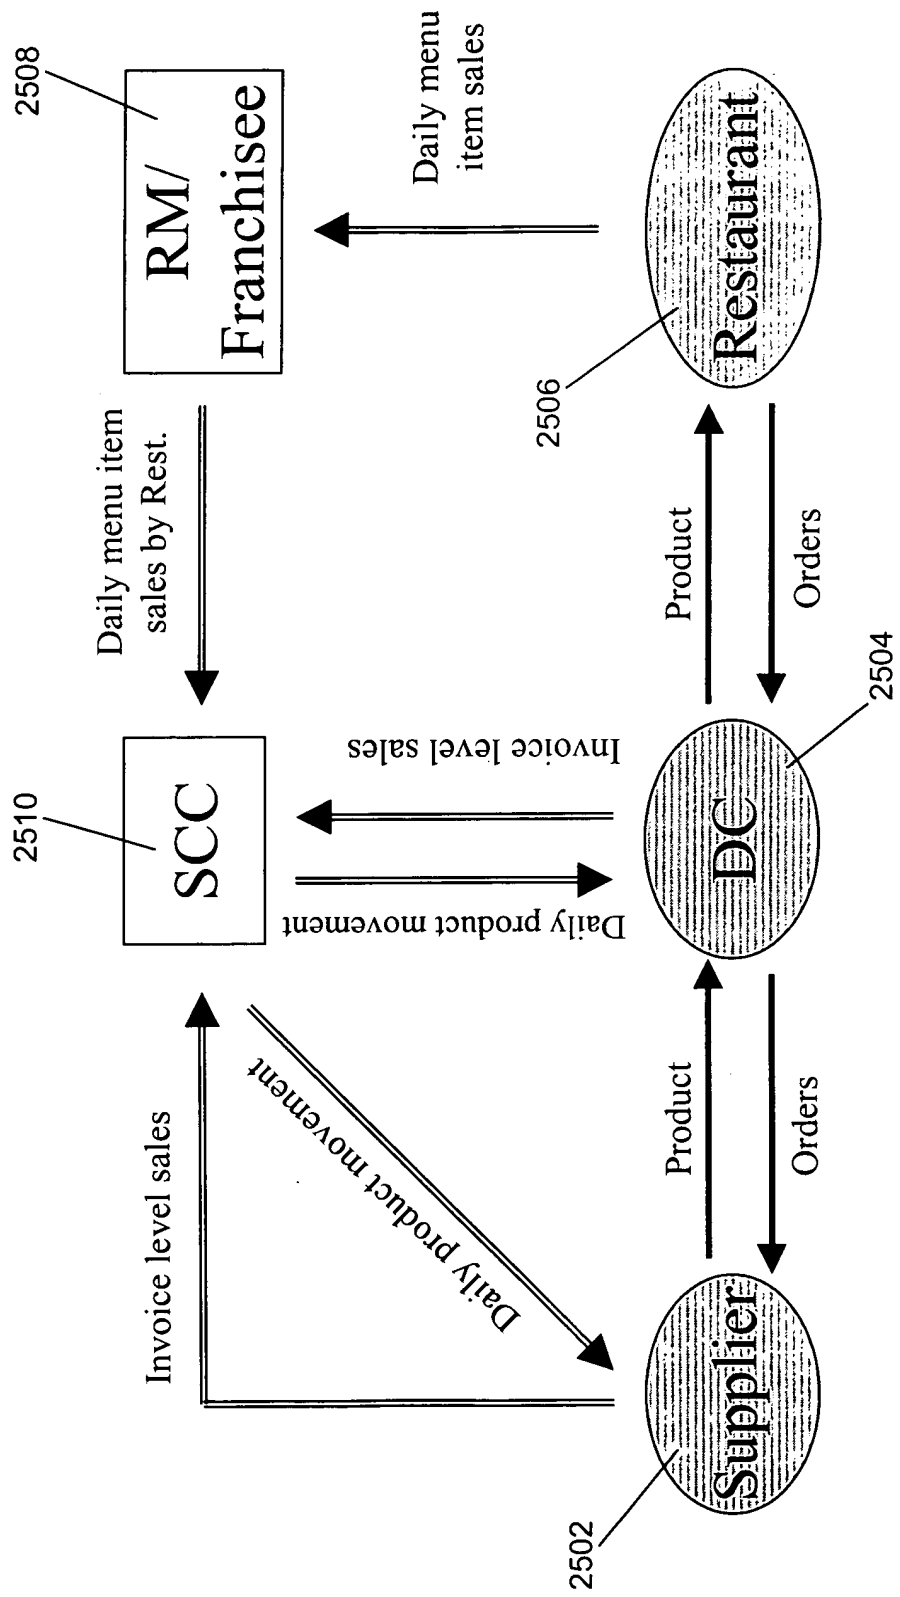 2510
2508
SCC
RM/
Franchisee
Daily menu item
sales by Rest.
Invoice level sales
Daily product movement
Daily product movement
Invoice level sales
Daily menu
item sales
2502
Supplier
Product
Orders
DC
2504
Product
Orders
2506
Restaurant